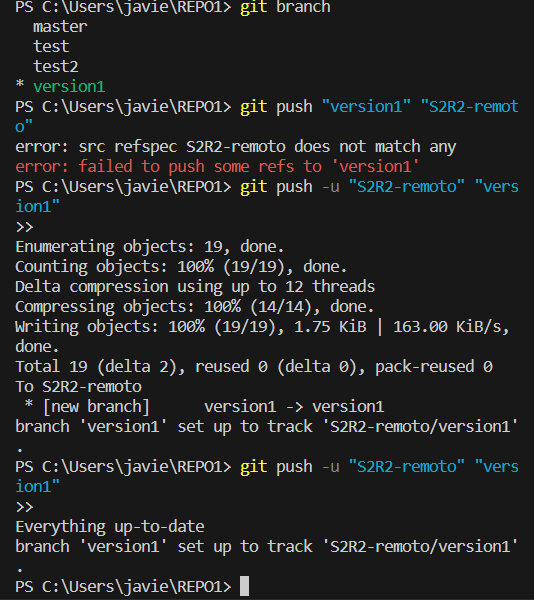 PS C:\Users\javie\REPO1> git branch
  master
  test
  test2
* version1
PS C:\Users\javie\REPO1> git push "version1" "S2R2-remot
o"
error: src refspec S2R2-remoto does not match any
error: failed to push some refs to 'version1'
PS C:\Users\javie\REPO1> git push -u "S2R2-remoto" "vers
ion1"
>>
Enumerating objects: 19, done.
Counting objects: 100% (19/19), done.
Delta compression using up to 12 threads
Compressing objects: 100% (14/14), done.
Writing objects: 100% (19/19), 1.75 KiB | 163.00 KiB/s,
done.
Total 19 (delta 2), reused 0 (delta 0), pack-reused 0
To S2R2-remoto
 * [new branch]      version1 -> version1
branch 'version1' set up to track 'S2R2-remoto/version1'
.
PS C:\Users\javie\REPO1> git push -u "S2R2-remoto" "vers
ion1"
>>
Everything up-to-date
branch 'version1' set up to track 'S2R2-remoto/version1'
.
PS C:\Users\javie\REPO1>